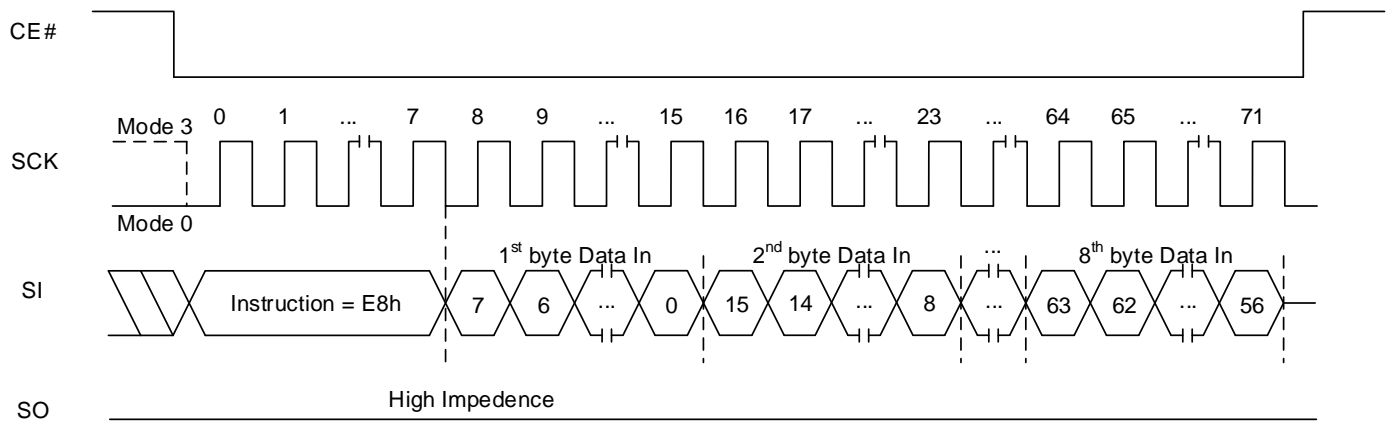 CE#
0 1 ... 7 8 9 ... 15 16 17 ... 23 ... 64 65 ... 71
Mode 3
SCK
Mode 0
1st byte Data In 2nd byte Data In ... 8th byte Data In
SI
Instruction = E8h 7 6 ... 0 15 14 ... 8 ... 63 62 ... 56
High Impedence
SO